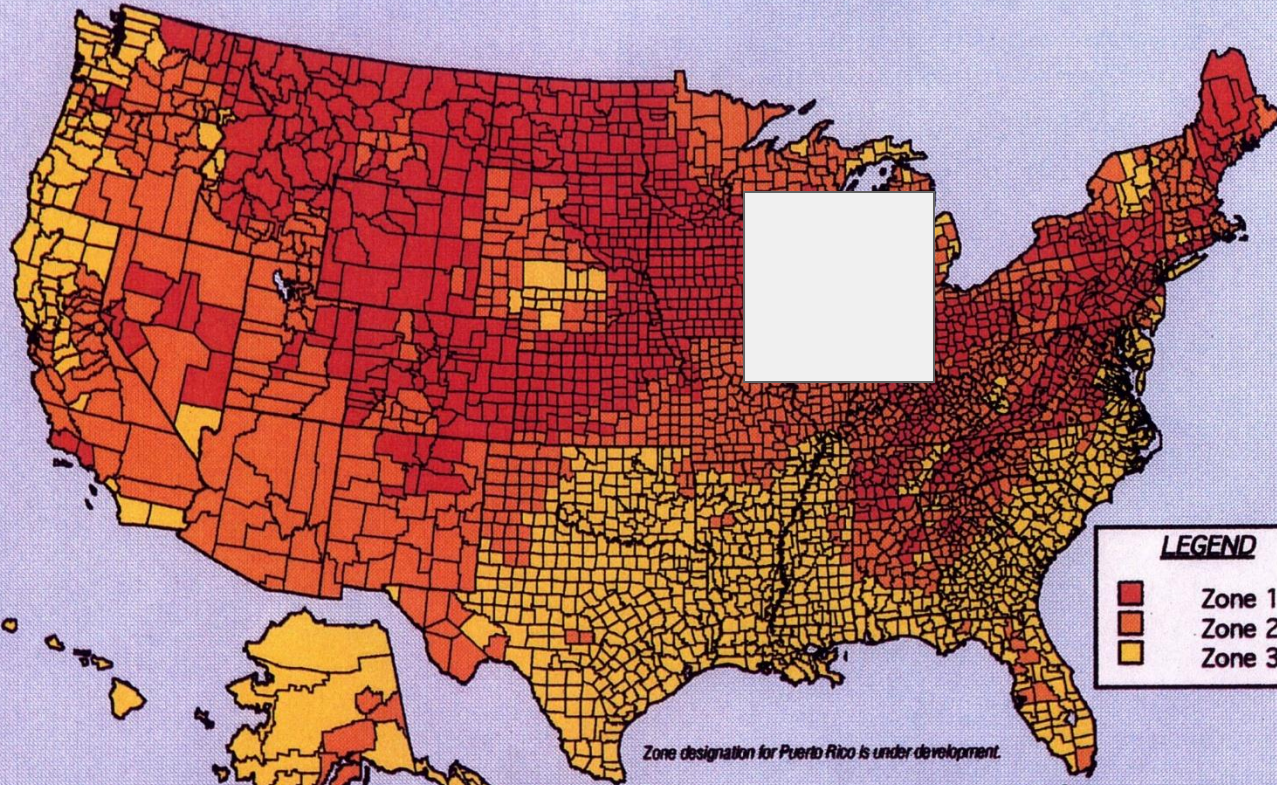 LEGEND
Zone 1
Zone 2
Zone 3
Zone designation for Puerto Rico is under development.